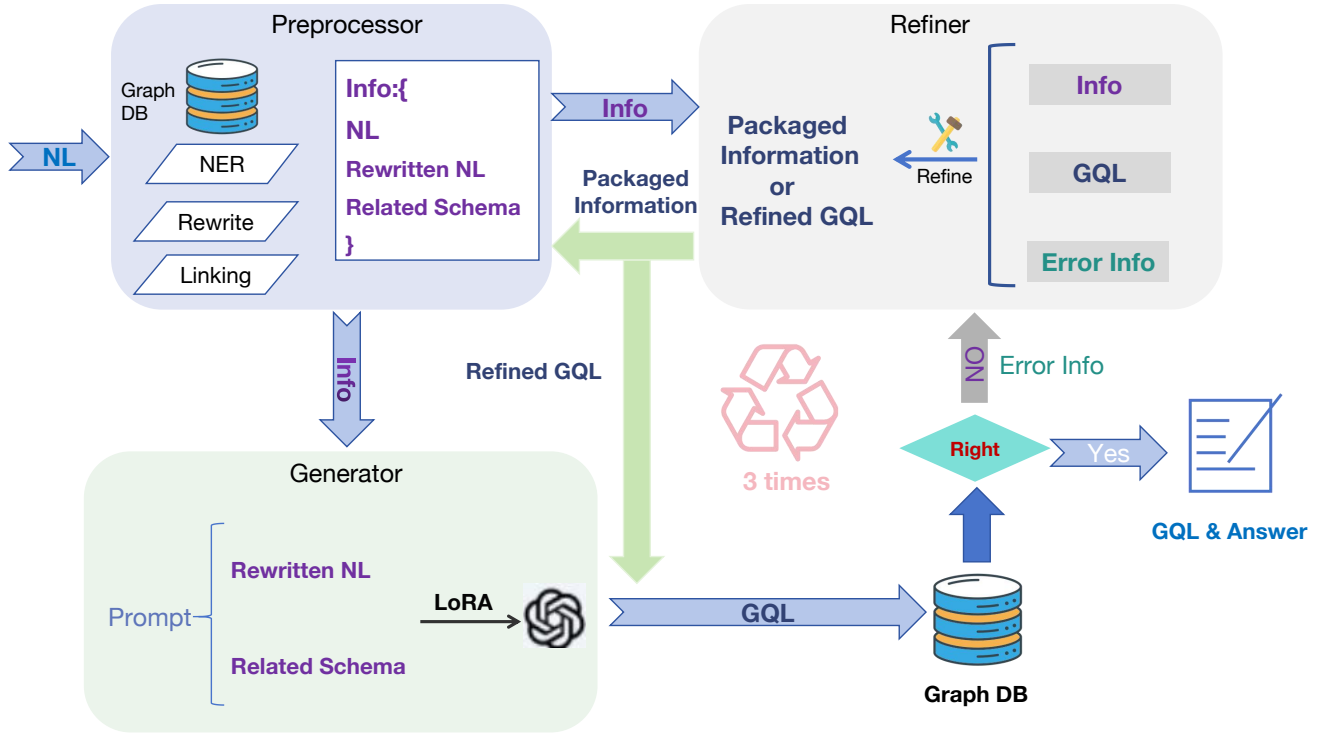 Preprocessor
Graph
DB
NL
NER
Rewrite
Linking
Info:{
NL
Rewritten NL
Related Schema
}
Info
Packaged
Information
Refined GQL
Info
Refiner
Packaged
Information
or
Refined GQL
Refine
Info
GQL
Error Info
NO
Error Info
3 times
Right
Yes
GQL & Answer
Generator
Prompt
Rewritten NL
Related Schema
LoRA
GQL
Graph DB